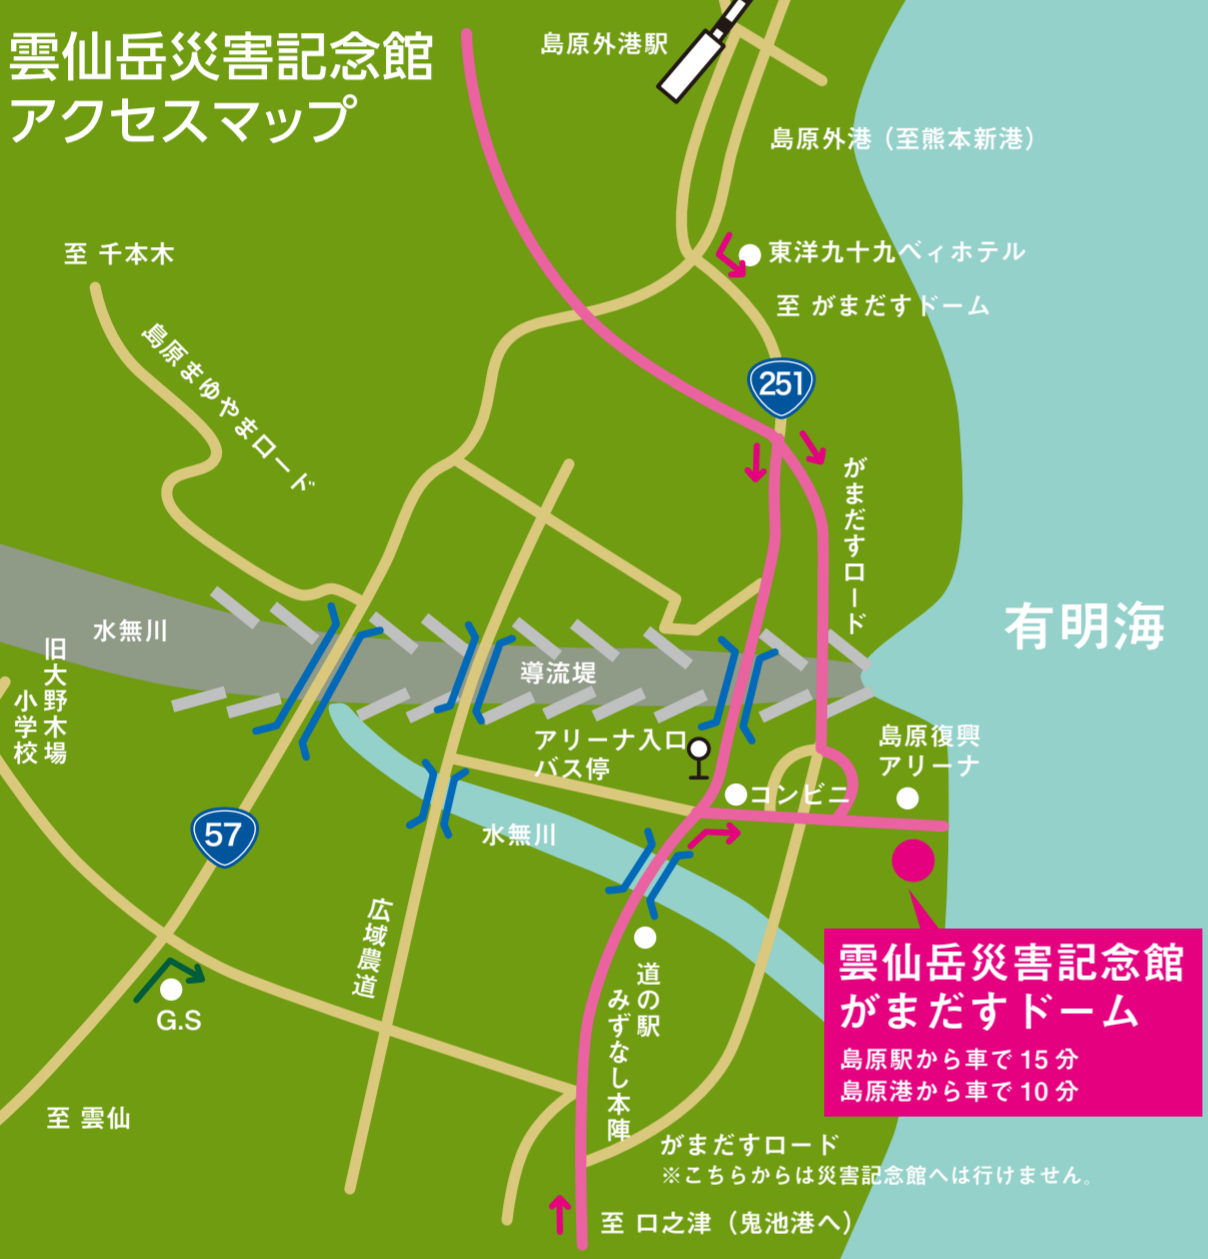 雲仙岳災害記念館
アクセスマップ
島原外港駅
島原外港（至熊本新港）
至 千本木
東洋九十九ベィホテル
至 がまだすドーム
島原まゆやまロード
251
がまだすロード
有明海
水無川
導流堤
旧大野木場
小学校
アリーナ入口
バス停
島原復興
アリーナ
コンビニ
57
水無川
広域農道
道の駅
みずなし本陣
雲仙岳災害記念館
がまだすドーム
島原駅から車で 15 分
島原港から車で 10 分
G.S
至 雲仙
がまだすロード
※こちらからは災害記念館へは行けません。
至 口之津（鬼池港へ）